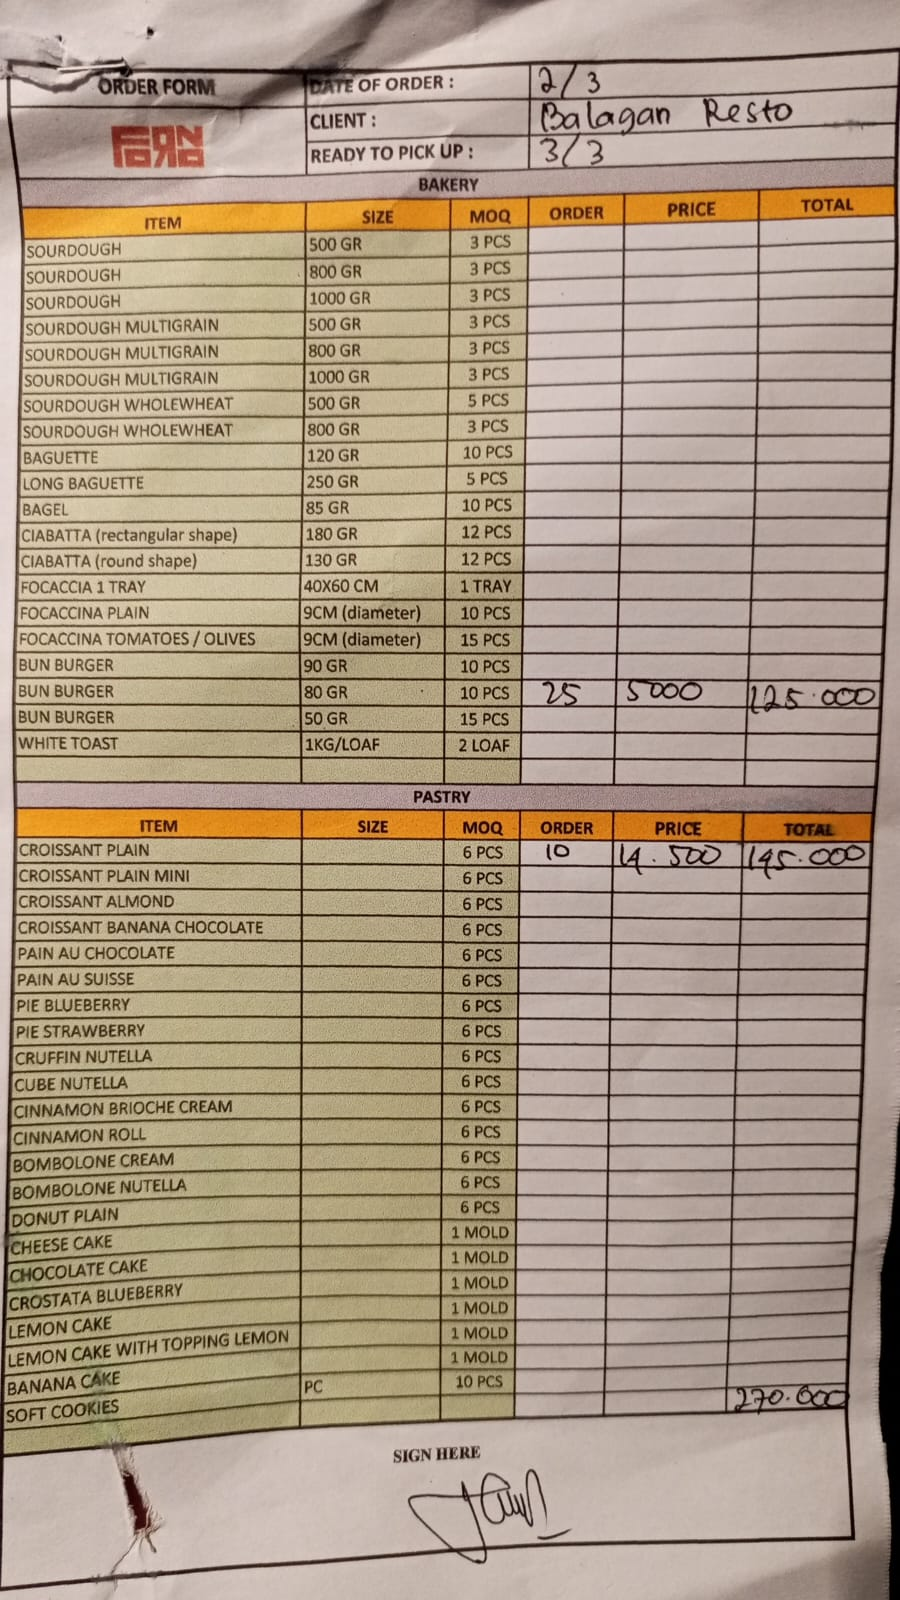 ORDER FORM DATE OF ORDER : 2/3
CLIENT : Balagan Resto
READY TO PICK UP : 3/3
BAKERY
ITEM SIZE MOQ ORDER PRICE TOTAL
SOURDOUGH 500 GR 3 PCS
SOURDOUGH 800 GR 3 PCS
SOURDOUGH 1000 GR 3 PCS
SOURDOUGH MULTIGRAIN 500 GR 3 PCS
SOURDOUGH MULTIGRAIN 800 GR 3 PCS
SOURDOUGH MULTIGRAIN 1000 GR 3 PCS
SOURDOUGH WHOLEWHEAT 500 GR 5 PCS
SOURDOUGH WHOLEWHEAT 800 GR 3 PCS
BAGUETTE 120 GR 10 PCS
LONG BAGUETTE 250 GR 5 PCS
BAGEL 85 GR 10 PCS
CIABATTA (rectangular shape) 180 GR 12 PCS
CIABATTA (round shape) 130 GR 12 PCS
FOCACCIA 1 TRAY 40X60 CM 1 TRAY
FOCACCINA PLAIN 9CM (diameter) 10 PCS
FOCACCINA TOMATOES / OLIVES 9CM (diameter) 15 PCS
BUN BURGER 90 GR 10 PCS
BUN BURGER 80 GR 10 PCS 25 5000 125.000
BUN BURGER 50 GR 15 PCS
WHITE TOAST 1KG/LOAF 2 LOAF
PASTRY
ITEM SIZE MOQ ORDER PRICE TOTAL
CROISSANT PLAIN 6 PCS 10 14.500 145.000
CROISSANT PLAIN MINI 6 PCS
CROISSANT ALMOND 6 PCS
CROISSANT BANANA CHOCOLATE 6 PCS
PAIN AU CHOCOLATE 6 PCS
PAIN AU SUISSE 6 PCS
PIE BLUEBERRY 6 PCS
PIE STRAWBERRY 6 PCS
CRUFFIN NUTELLA 6 PCS
CUBE NUTELLA 6 PCS
CINNAMON BRIOCHE CREAM 6 PCS
CINNAMON ROLL 6 PCS
BOMBOLONE CREAM 6 PCS
BOMBOLONE NUTELLA 6 PCS
DONUT PLAIN 6 PCS
CHEESE CAKE 1 MOLD
CHOCOLATE CAKE 1 MOLD
CROSTATA BLUEBERRY 1 MOLD
LEMON CAKE 1 MOLD
LEMON CAKE WITH TOPPING LEMON 1 MOLD
BANANA CAKE 1 MOLD
SOFT COOKIES PC 10 PCS
270.000
SIGN HERE